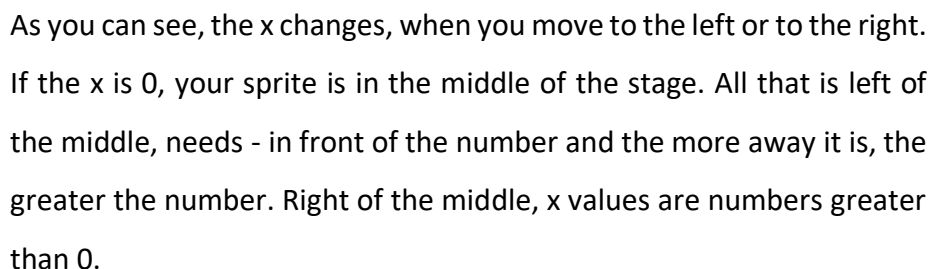 As you can see, the x changes, when you move to the left or to the right.
If the x is 0, your sprite is in the middle of the stage. All that is left of
the middle, needs - in front of the number and the more away it is, the
greater the number. Right of the middle, x values are numbers greater
than 0.